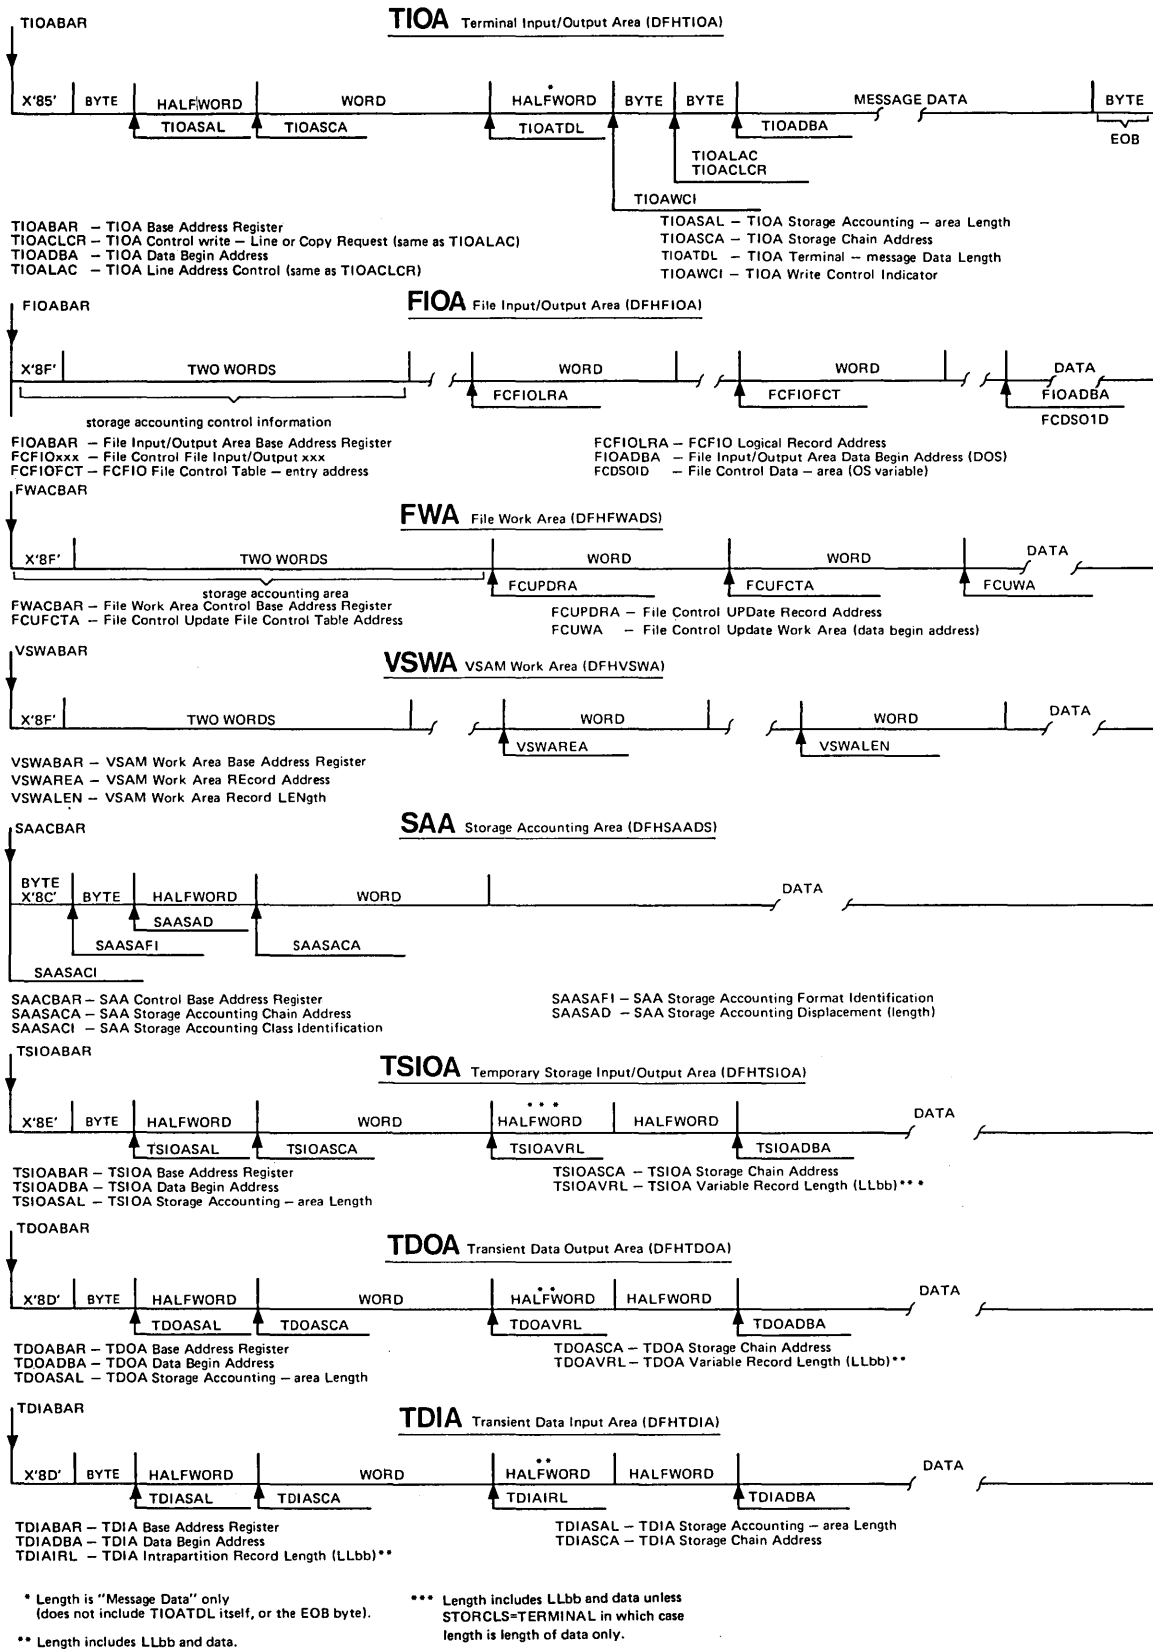 TIOABAR
TIOA Terminal Input/Output Area (DFHTIOA)
X'85' BYTE HALFWORD WORD * HALFWORD BYTE BYTE MESSAGE DATA BYTE
TIOASAL TIOASCA TIOATDL TIOADBA EOB
TIOALAC
TIOACLCR
TIOAWCI
TIOABAR – TIOA Base Address Register
TIOACLCR – TIOA Control write – Line or Copy Request (same as TIOALAC)
TIOADBA – TIOA Data Begin Address
TIOALAC – TIOA Line Address Control (same as TIOACLCR)
TIOASAL – TIOA Storage Accounting – area Length
TIOASCA – TIOA Storage Chain Address
TIOATDL – TIOA Terminal – message Data Length
TIOAWCI – TIOA Write Control Indicator
FIOABAR
FIOA File Input/Output Area (DFHFIOA)
X'8F' TWO WORDS WORD WORD DATA
FCFIOLRA FCFIOFCT FIOADBA
FCDSO1D
storage accounting control information
FIOABAR – File Input/Output Area Base Address Register
FCFIOxxx – File Control File Input/Output xxx
FCFIOFCT – FCFIO File Control Table – entry address
FCFIOLRA – FCFIO Logical Record Address
FIOADBA – File Input/Output Area Data Begin Address (DOS)
FCDSOID – File Control Data – area (OS variable)
FWACBAR
FWA File Work Area (DFHFWADS)
X'8F' TWO WORDS WORD WORD DATA
FCUPDRA FCUFCTA FCUWA
storage accounting area
FWACBAR – File Work Area Control Base Address Register
FCUFCTA – File Control Update File Control Table Address
FCUPDRA – File Control UPDate Record Address
FCUWA – File Control Update Work Area (data begin address)
VSWABAR
VSWA VSAM Work Area (DFHVSWA)
X'8F' TWO WORDS WORD WORD DATA
VSWAREA VSWALEN
VSWABAR – VSAM Work Area Base Address Register
VSWAREA – VSAM Work Area REcord Address
VSWALEN – VSAM Work Area Record LENgth
SAACBAR
SAA Storage Accounting Area (DFHSAADS)
BYTE
X'8C' BYTE HALFWORD WORD DATA
SAASAD
SAASAFI SAASACA
SAASACI
SAACBAR – SAA Control Base Address Register
SAASACA – SAA Storage Accounting Chain Address
SAASACI – SAA Storage Accounting Class Identification
SAASAFI – SAA Storage Accounting Format Identification
SAASAD – SAA Storage Accounting Displacement (length)
TSIOABAR
TSIOA Temporary Storage Input/Output Area (DFHTSIOA)
X'8E' BYTE HALFWORD WORD *** HALFWORD HALFWORD DATA
TSIOASAL TSIOASCA TSIOAVRL TSIOADBA
TSIOABAR – TSIOA Base Address Register
TSIOADBA – TSIOA Data Begin Address
TSIOASAL – TSIOA Storage Accounting – area Length
TSIOASCA – TSIOA Storage Chain Address
TSIOAVRL – TSIOA Variable Record Length (LLbb)***
TDOABAR
TDOA Transient Data Output Area (DFHTDOA)
X'8D' BYTE HALFWORD WORD ** HALFWORD HALFWORD DATA
TDOASAL TDOASCA TDOAVRL TDOADBA
TDOABAR – TDOA Base Address Register
TDOADBA – TDOA Data Begin Address
TDOASAL – TDOA Storage Accounting – area Length
TDOASCA – TDOA Storage Chain Address
TDOAVRL – TDOA Variable Record Length (LLbb)**
TDIABAR
TDIA Transient Data Input Area (DFHTDIA)
X'8D' BYTE HALFWORD WORD ** HALFWORD HALFWORD DATA
TDIASAL TDIASCA TDIAIRL TDIADBA
TDIABAR – TDIA Base Address Register
TDIADBA – TDIA Data Begin Address
TDIAIRL – TDIA Intrapartition Record Length (LLbb)**
TDIASAL – TDIA Storage Accounting – area Length
TDIASCA – TDIA Storage Chain Address
* Length is "Message Data" only
(does not include TIOATDL itself, or the EOB byte).
** Length includes LLbb and data.
*** Length includes LLbb and data unless
STORCLS=TERMINAL in which case
length is length of data only.